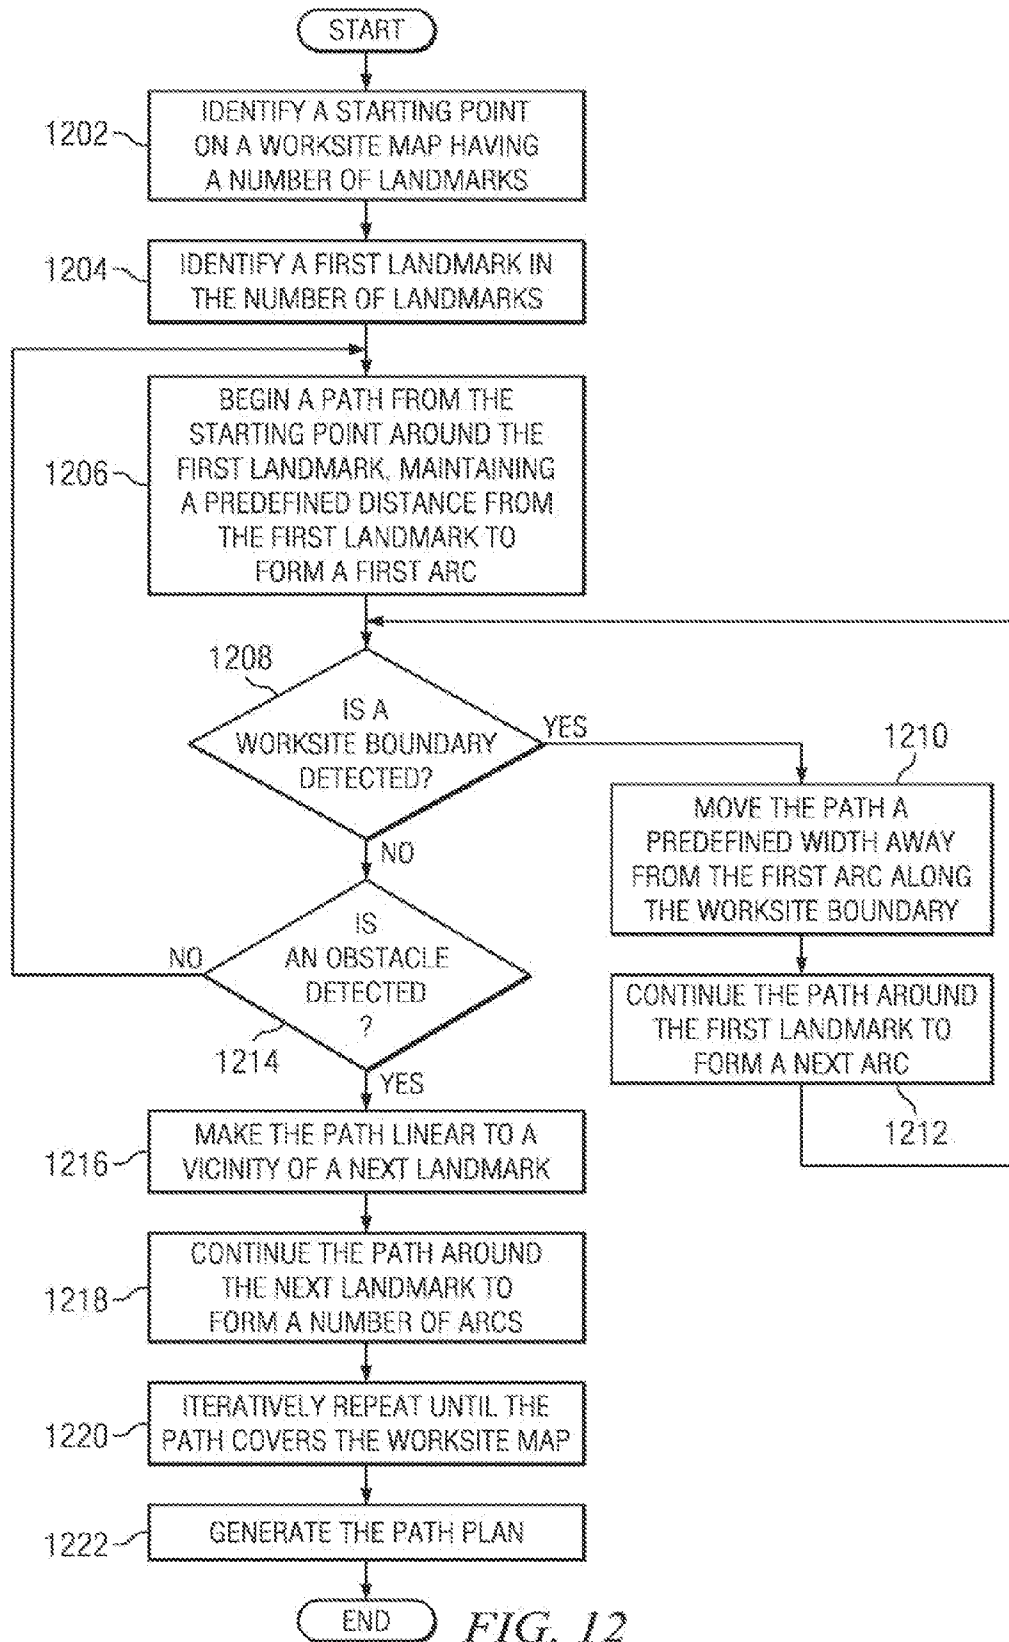 START
1202
IDENTIFY A STARTING POINT
ON A WORKSITE MAP HAVING
A NUMBER OF LANDMARKS
1204
IDENTIFY A FIRST LANDMARK IN
THE NUMBER OF LANDMARKS
1206
BEGIN A PATH FROM THE
STARTING POINT AROUND THE
FIRST LANDMARK, MAINTAINING
A PREDEFINED DISTANCE FROM
THE FIRST LANDMARK TO
FORM A FIRST ARC
1208
IS A
WORKSITE BOUNDARY
DETECTED?
YES
NO
1210
MOVE THE PATH A
PREDEFINED WIDTH AWAY
FROM THE FIRST ARC ALONG
THE WORKSITE BOUNDARY
CONTINUE THE PATH AROUND
THE FIRST LANDMARK TO
FORM A NEXT ARC
1212
IS
AN OBSTACLE
DETECTED
?
NO
1214
YES
1216
MAKE THE PATH LINEAR TO A
VICINITY OF A NEXT LANDMARK
1218
CONTINUE THE PATH AROUND
THE NEXT LANDMARK TO
FORM A NUMBER OF ARCS
1220
ITERATIVELY REPEAT UNTIL THE
PATH COVERS THE WORKSITE MAP
1222
GENERATE THE PATH PLAN
END
FIG. 12